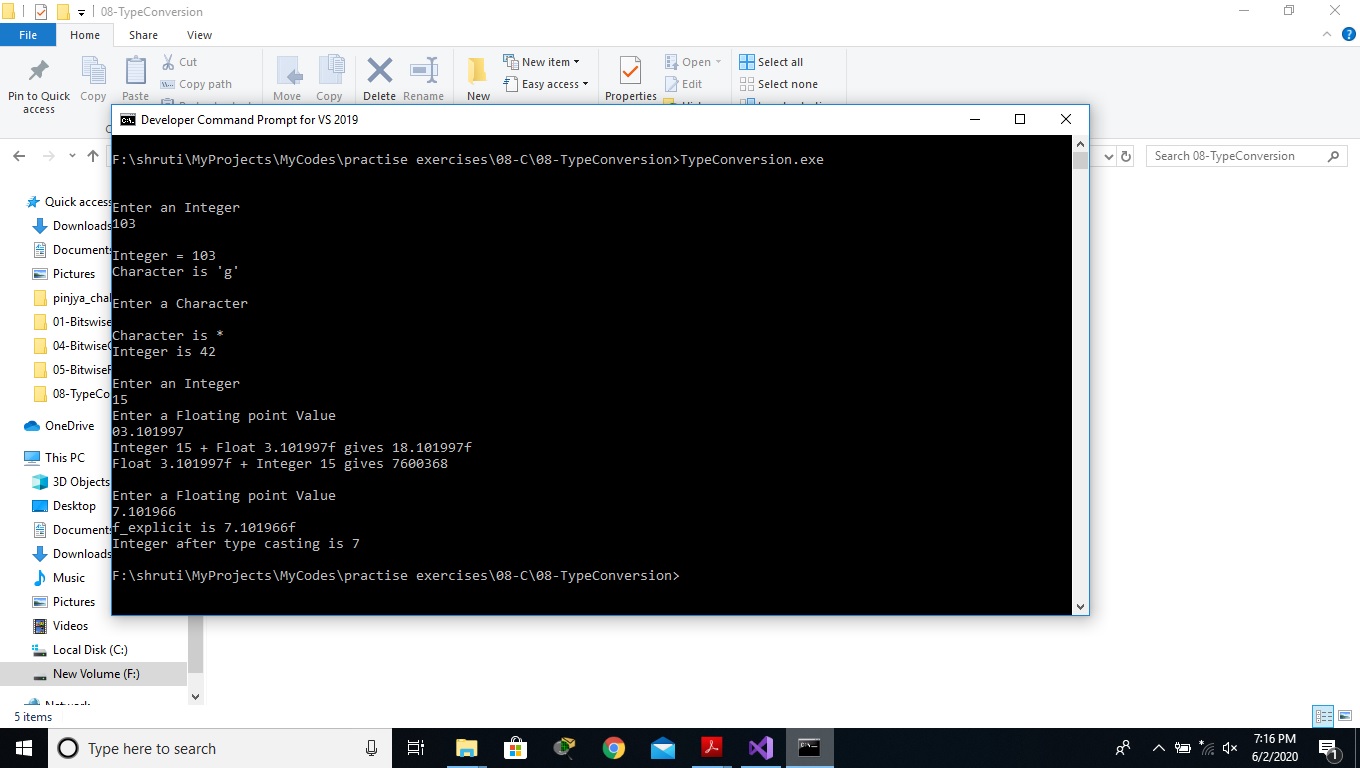 08-TypeConversion
File Home Share View
Pin to Quick access
Copy
Paste
Cut
Copy path
Move
Copy
Delete
Rename
New
New item
Easy access
Properties
Open
Edit
Select all
Select none
Developer Command Prompt for VS 2019
Search 08-TypeConversion
F:\shruti\MyProjects\MyCodes\practise exercises\08-C\08-TypeConversion>TypeConversion.exe
Enter an Integer
103
Integer = 103
Character is 'g'
Enter a Character
Character is *
Integer is 42
Enter an Integer
15
Enter a Floating point Value
03.101997
Integer 15 + Float 3.101997f gives 18.101997f
Float 3.101997f + Integer 15 gives 7600368
Enter a Floating point Value
7.101966
f_explicit is 7.101966f
Integer after type casting is 7
F:\shruti\MyProjects\MyCodes\practise exercises\08-C\08-TypeConversion>
Quick access
Downloads
Documents
Pictures
pinjya_chal
01-Bitswise
04-Bitwise
05-Bitwise
08-TypeCo
OneDrive
This PC
3D Objects
Desktop
Documents
Downloads
Music
Pictures
Videos
Local Disk (C:)
New Volume (F:)
5 items
Type here to search
7:16 PM
6/2/2020
1